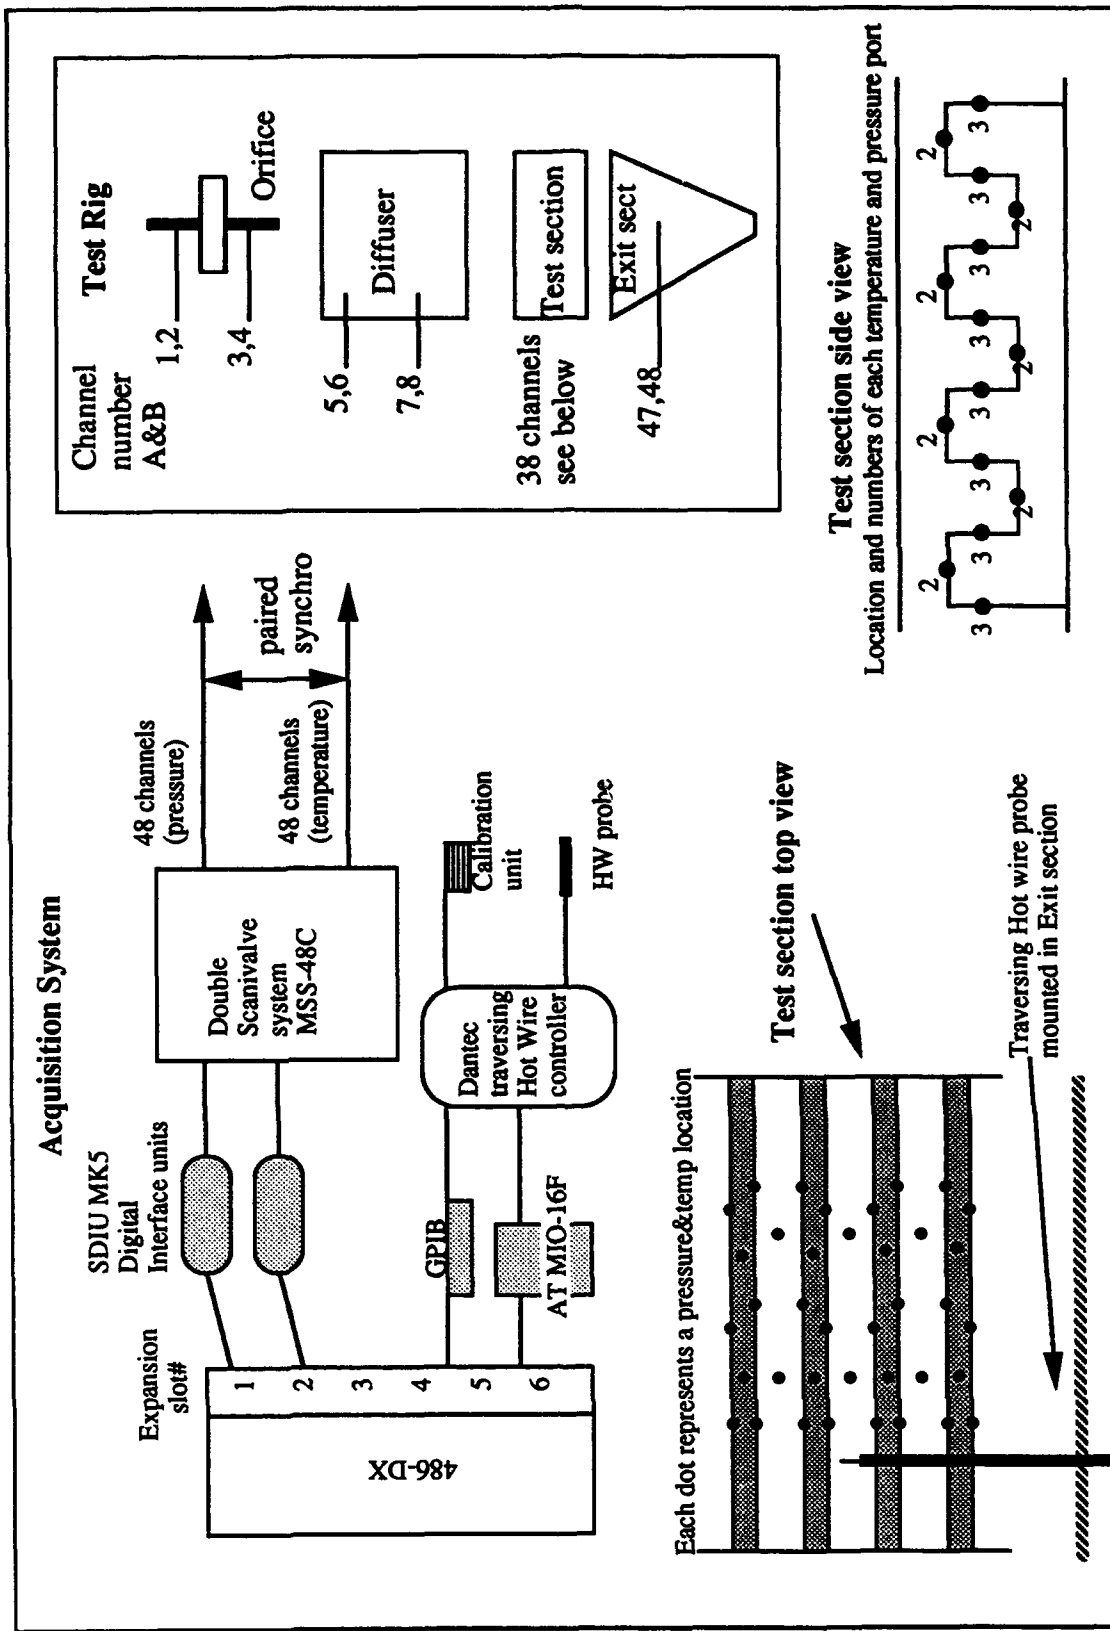 Acquisition System
SDIU MK5
Digital
Interface units
Expansion
slot#
1
2
3
4
5
6
486-DX
GPIB
AT MIO-16F
Double
Scanivalve
system
MSS-48C
Dantec
traversing
Hot Wire
controller
48 channels
(pressure)
48 channels
(temperature)
paired
synchro
Calibration
unit
HW probe
Channel
number
A&B
Test Rig
1,2
3,4
Orifice
5,6
7,8
Diffuser
38 channels
see below
Test section
47,48
Exit sect
Each dot represents a pressure&temp location
Test section top view
Traversing Hot wire probe
mounted in Exit section
Test section side view
Location and numbers of each temperature and pressure port
3
2
3
2
3
2
3
2
3
2
3
2
3
2
3